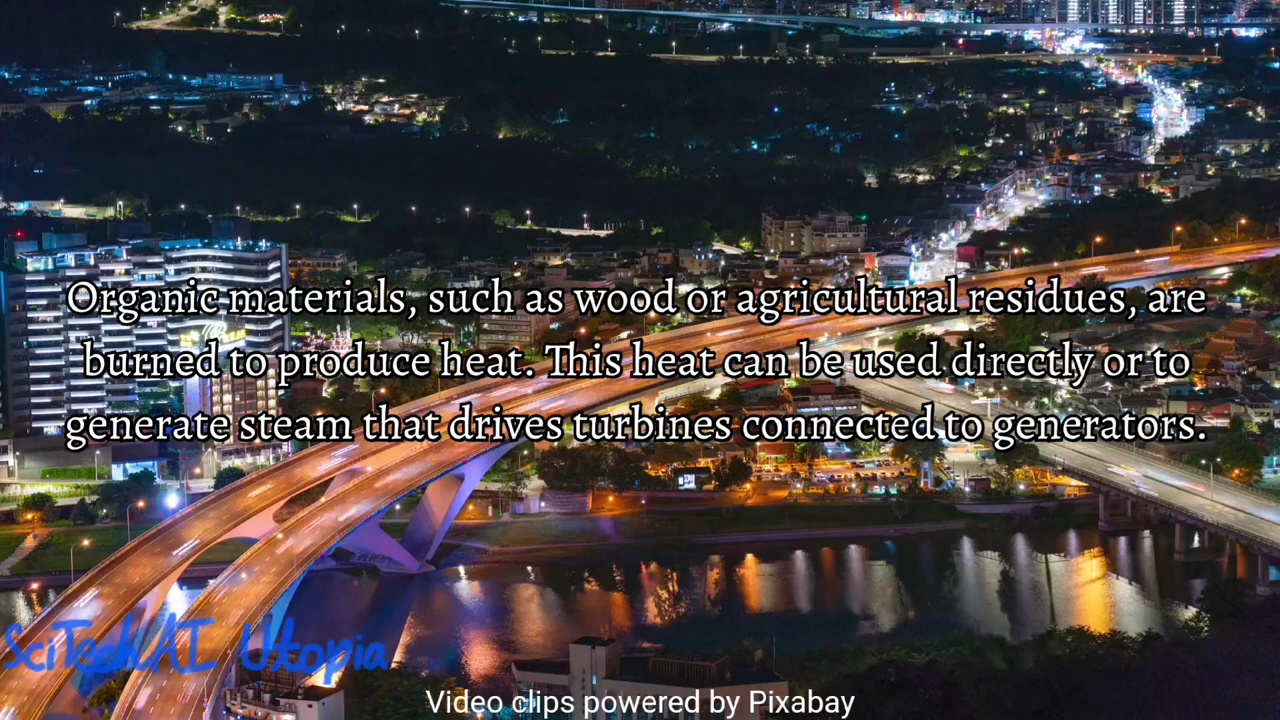 Organic materials, such as wood or agricultural residues, are
burned to produce heat. This heat can be used directly or to
generate steam that drives turbines connected to generators.
SciTechAI Utopia
Video clips powered by Pixabay